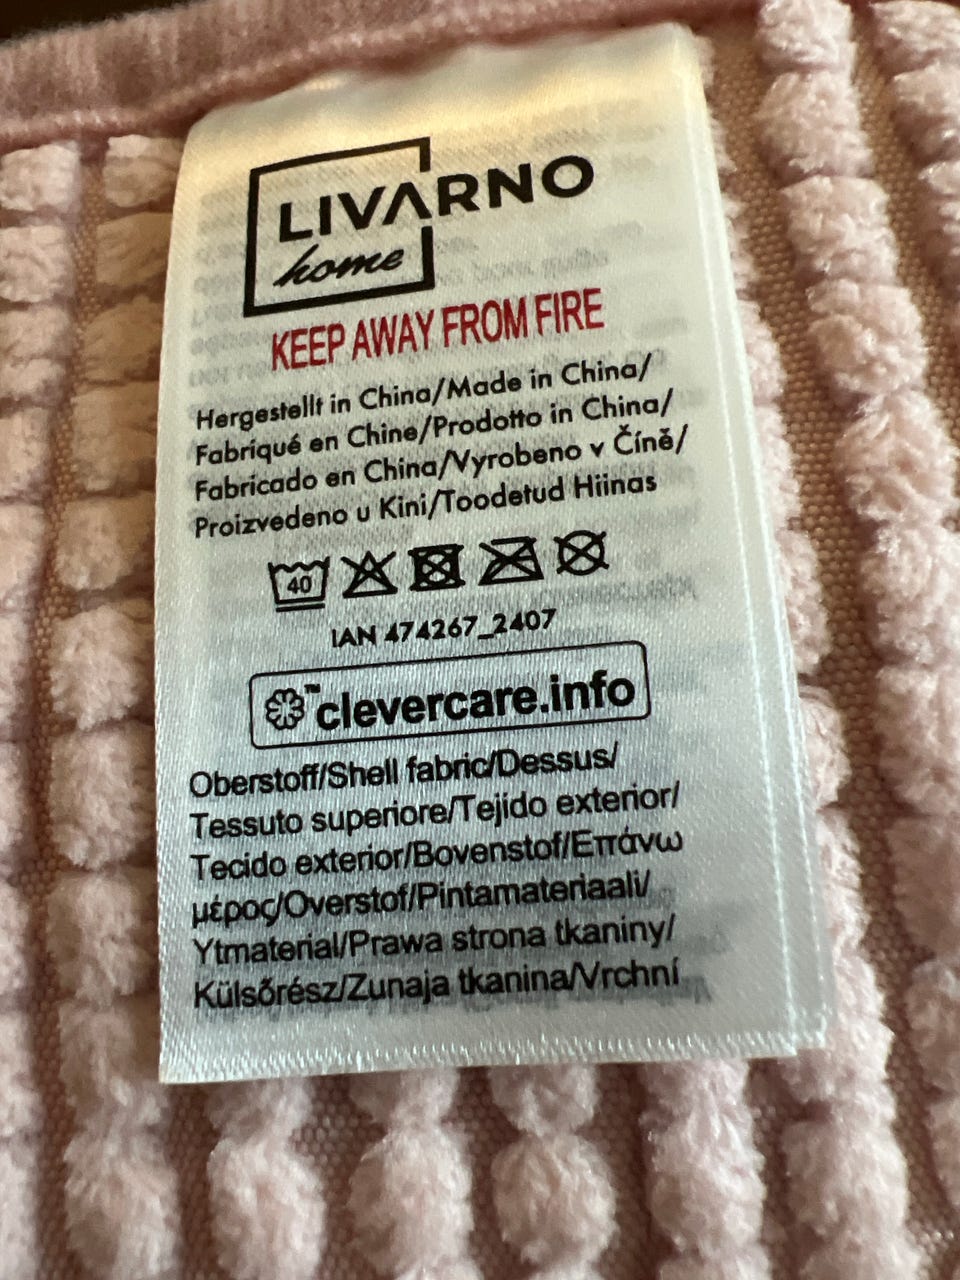 LIVARNO
home
KEEP AWAY FROM FIRE
Hergestellt in China/Made in China/
Fabriqué en Chine/Prodotto in China/
Fabricado en China/Vyrobeno v Číně/
Proizvedeno u Kini/Toodetud Hiinas
40
IAN 474267_2407
™clevercare.info
Oberstoff/Shell fabric/Dessus/
Tessuto superiore/Tejido exterior/
Tecido exterior/Bovenstof/Επάνω
μέρος/Overstof/Pintamateriaali/
Ytmaterial/Prawa strona tkaniny/
Külsőrész/Zunaja tkanina/Vrchní